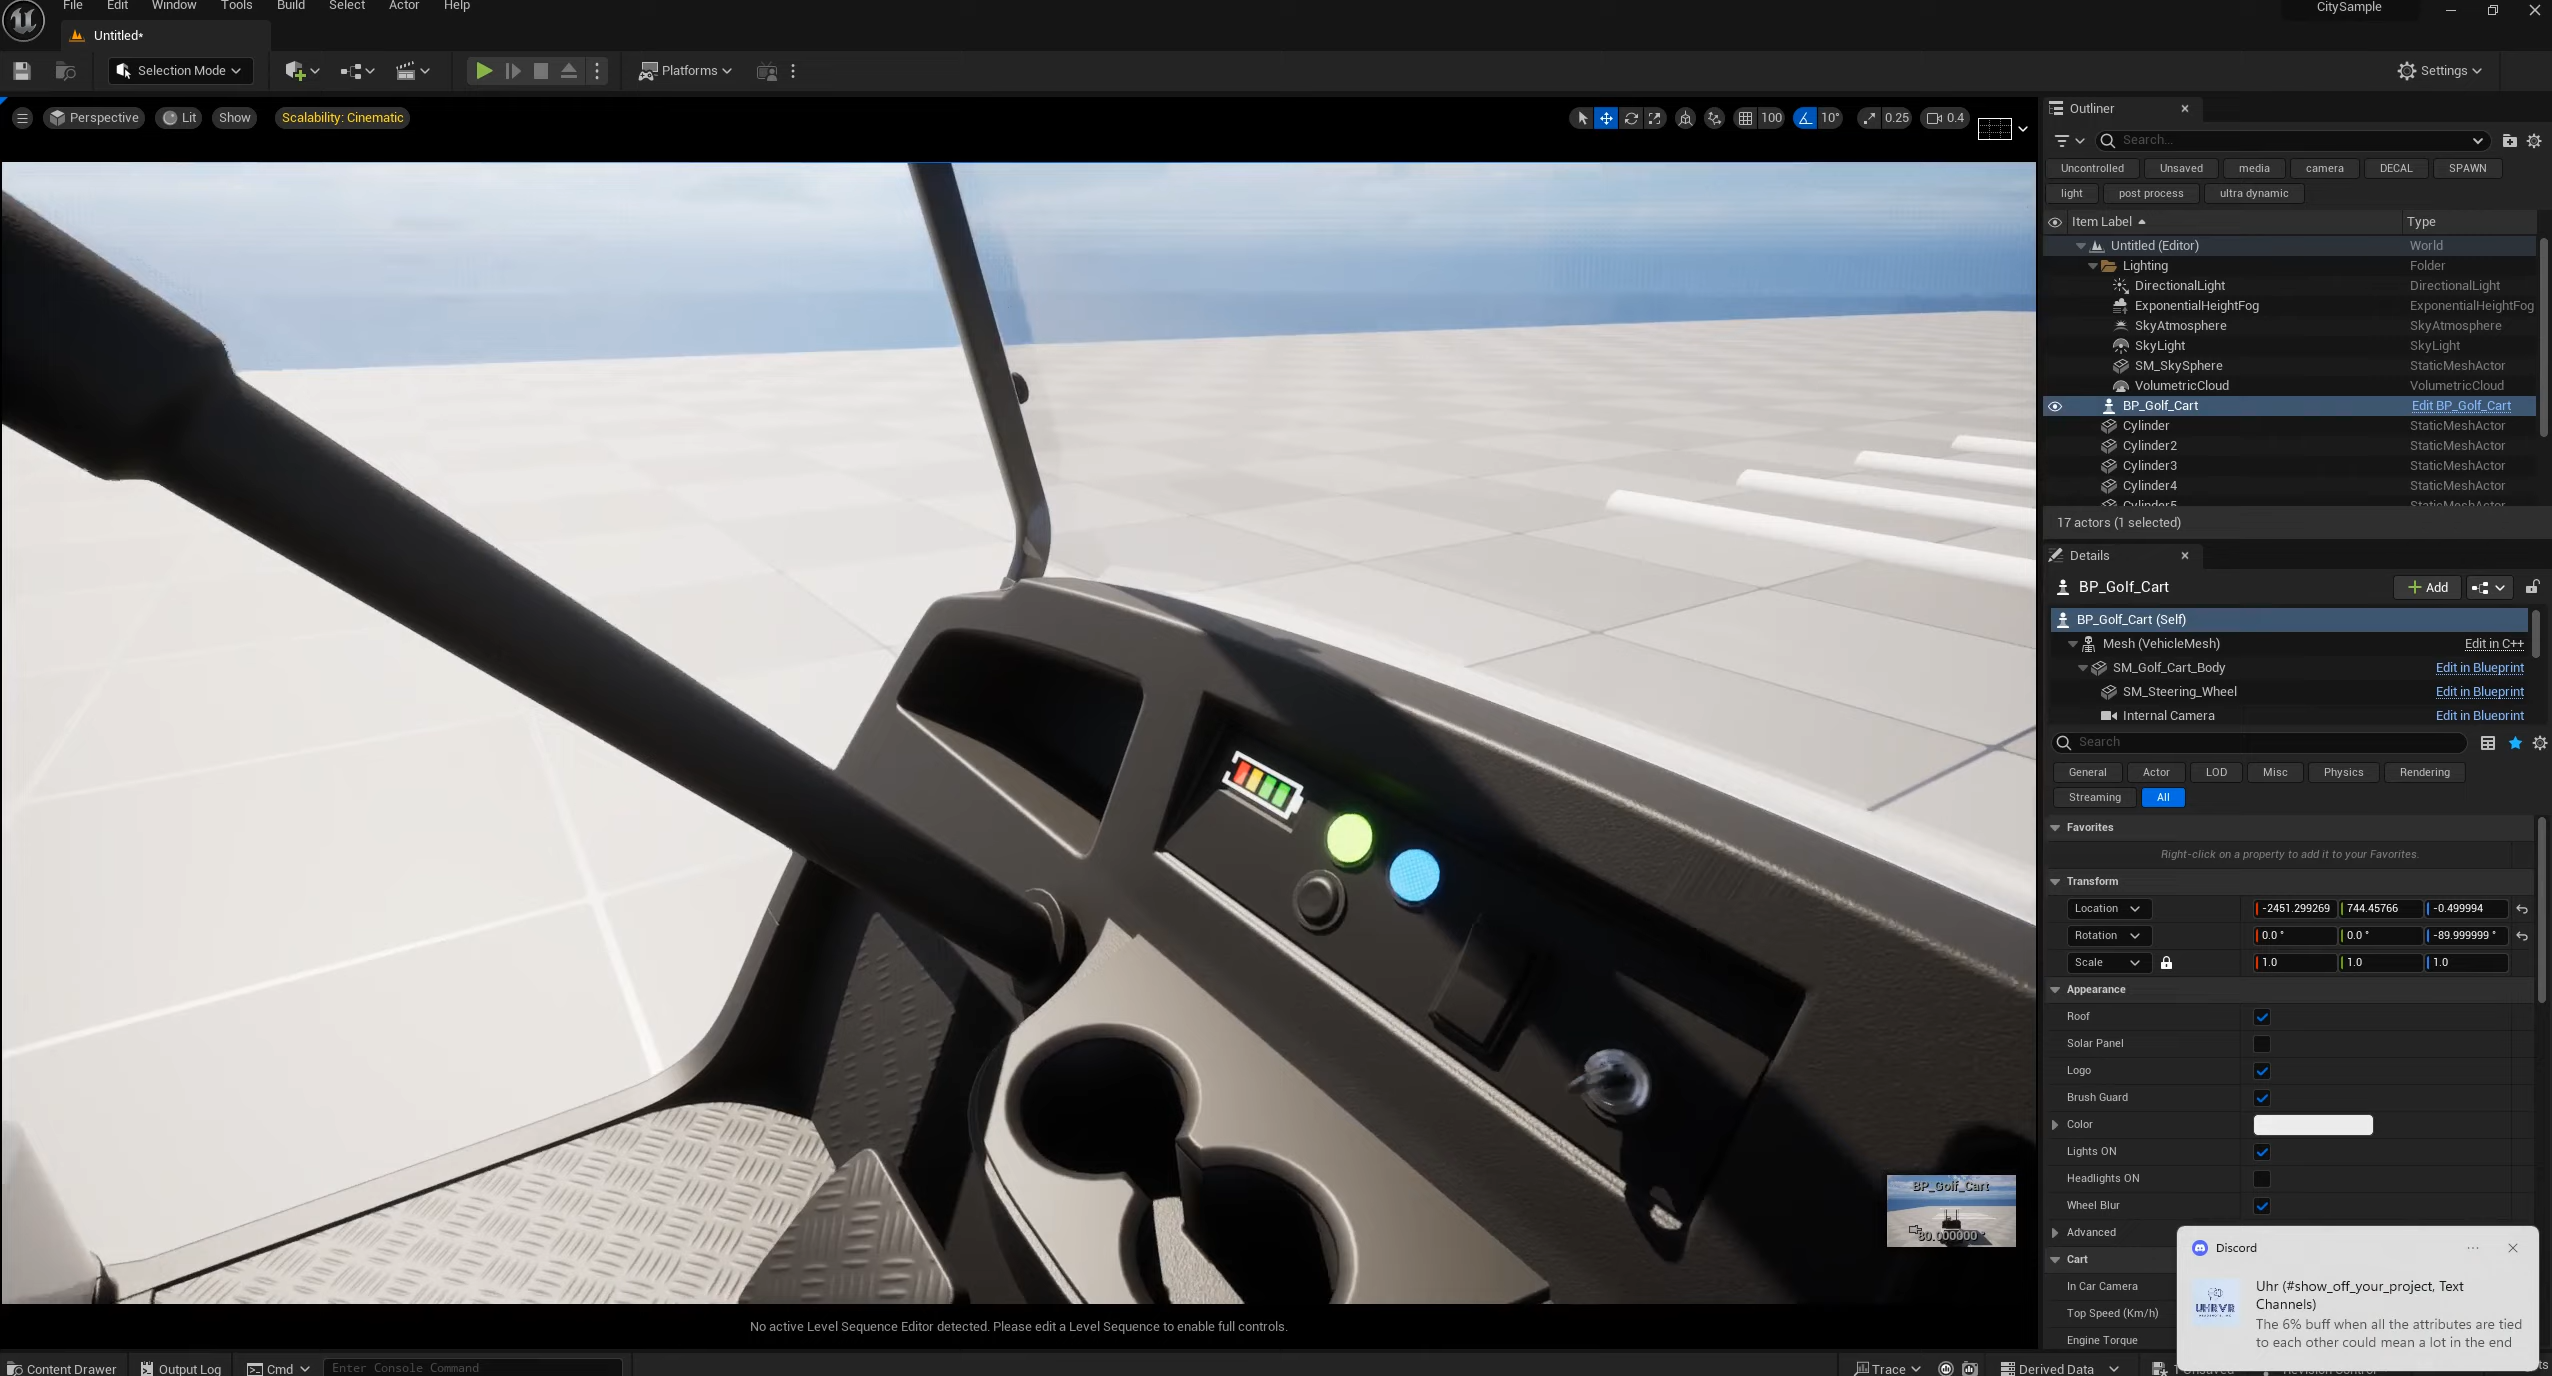 File Edit Window Tools Build Select Actor Help
CitySample
Untitled*
Selection Mode
Platforms
Settings
Perspective Lit Show Scalability: Cinematic
100 10° 0.25 0.4
Outliner
Search...
Uncontrolled Unsaved media camera DECAL SPAWN
light post process ultra dynamic
Item Label Type
Untitled (Editor) World
Lighting Folder
DirectionalLight DirectionalLight
ExponentialHeightFog ExponentialHeightFog
SkyAtmosphere SkyAtmosphere
SkyLight SkyLight
SM_SkySphere StaticMeshActor
VolumetricCloud VolumetricCloud
BP_Golf_Cart Edit BP_Golf_Cart
Cylinder StaticMeshActor
Cylinder2 StaticMeshActor
Cylinder3 StaticMeshActor
Cylinder4 StaticMeshActor
Cylinder5 StaticMeshActor
17 actors (1 selected)
Details
BP_Golf_Cart
Add
BP_Golf_Cart (Self)
Mesh (VehicleMesh) Edit in C++
SM_Golf_Cart_Body Edit in Blueprint
SM_Steering_Wheel Edit in Blueprint
Internal Camera Edit in Blueprint
Search
General Actor LOD Misc Physics Rendering
Streaming All
Favorites
Right-click on a property to add it to your Favorites.
Transform
Location -2451.299269 744.45766 -0.499994
Rotation 0.0 ° 0.0 ° -89.999999 °
Scale 1.0 1.0 1.0
Appearance
Roof
Solar Panel
Logo
Brush Guard
Color
Lights ON
Headlights ON
Wheel Blur
Advanced
Cart
In Car Camera
Top Speed (Km/h)
Engine Torque
BP_Golf_Cart
80.000000
Discord
Uhr (#show_off_your_project, Text
Channels)
The 6% buff when all the attributes are tied
to each other could mean a lot in the end
UHRVR
No active Level Sequence Editor detected. Please edit a Level Sequence to enable full controls.
Content Drawer Output Log Cmd Enter Console Command
Trace Derived Data